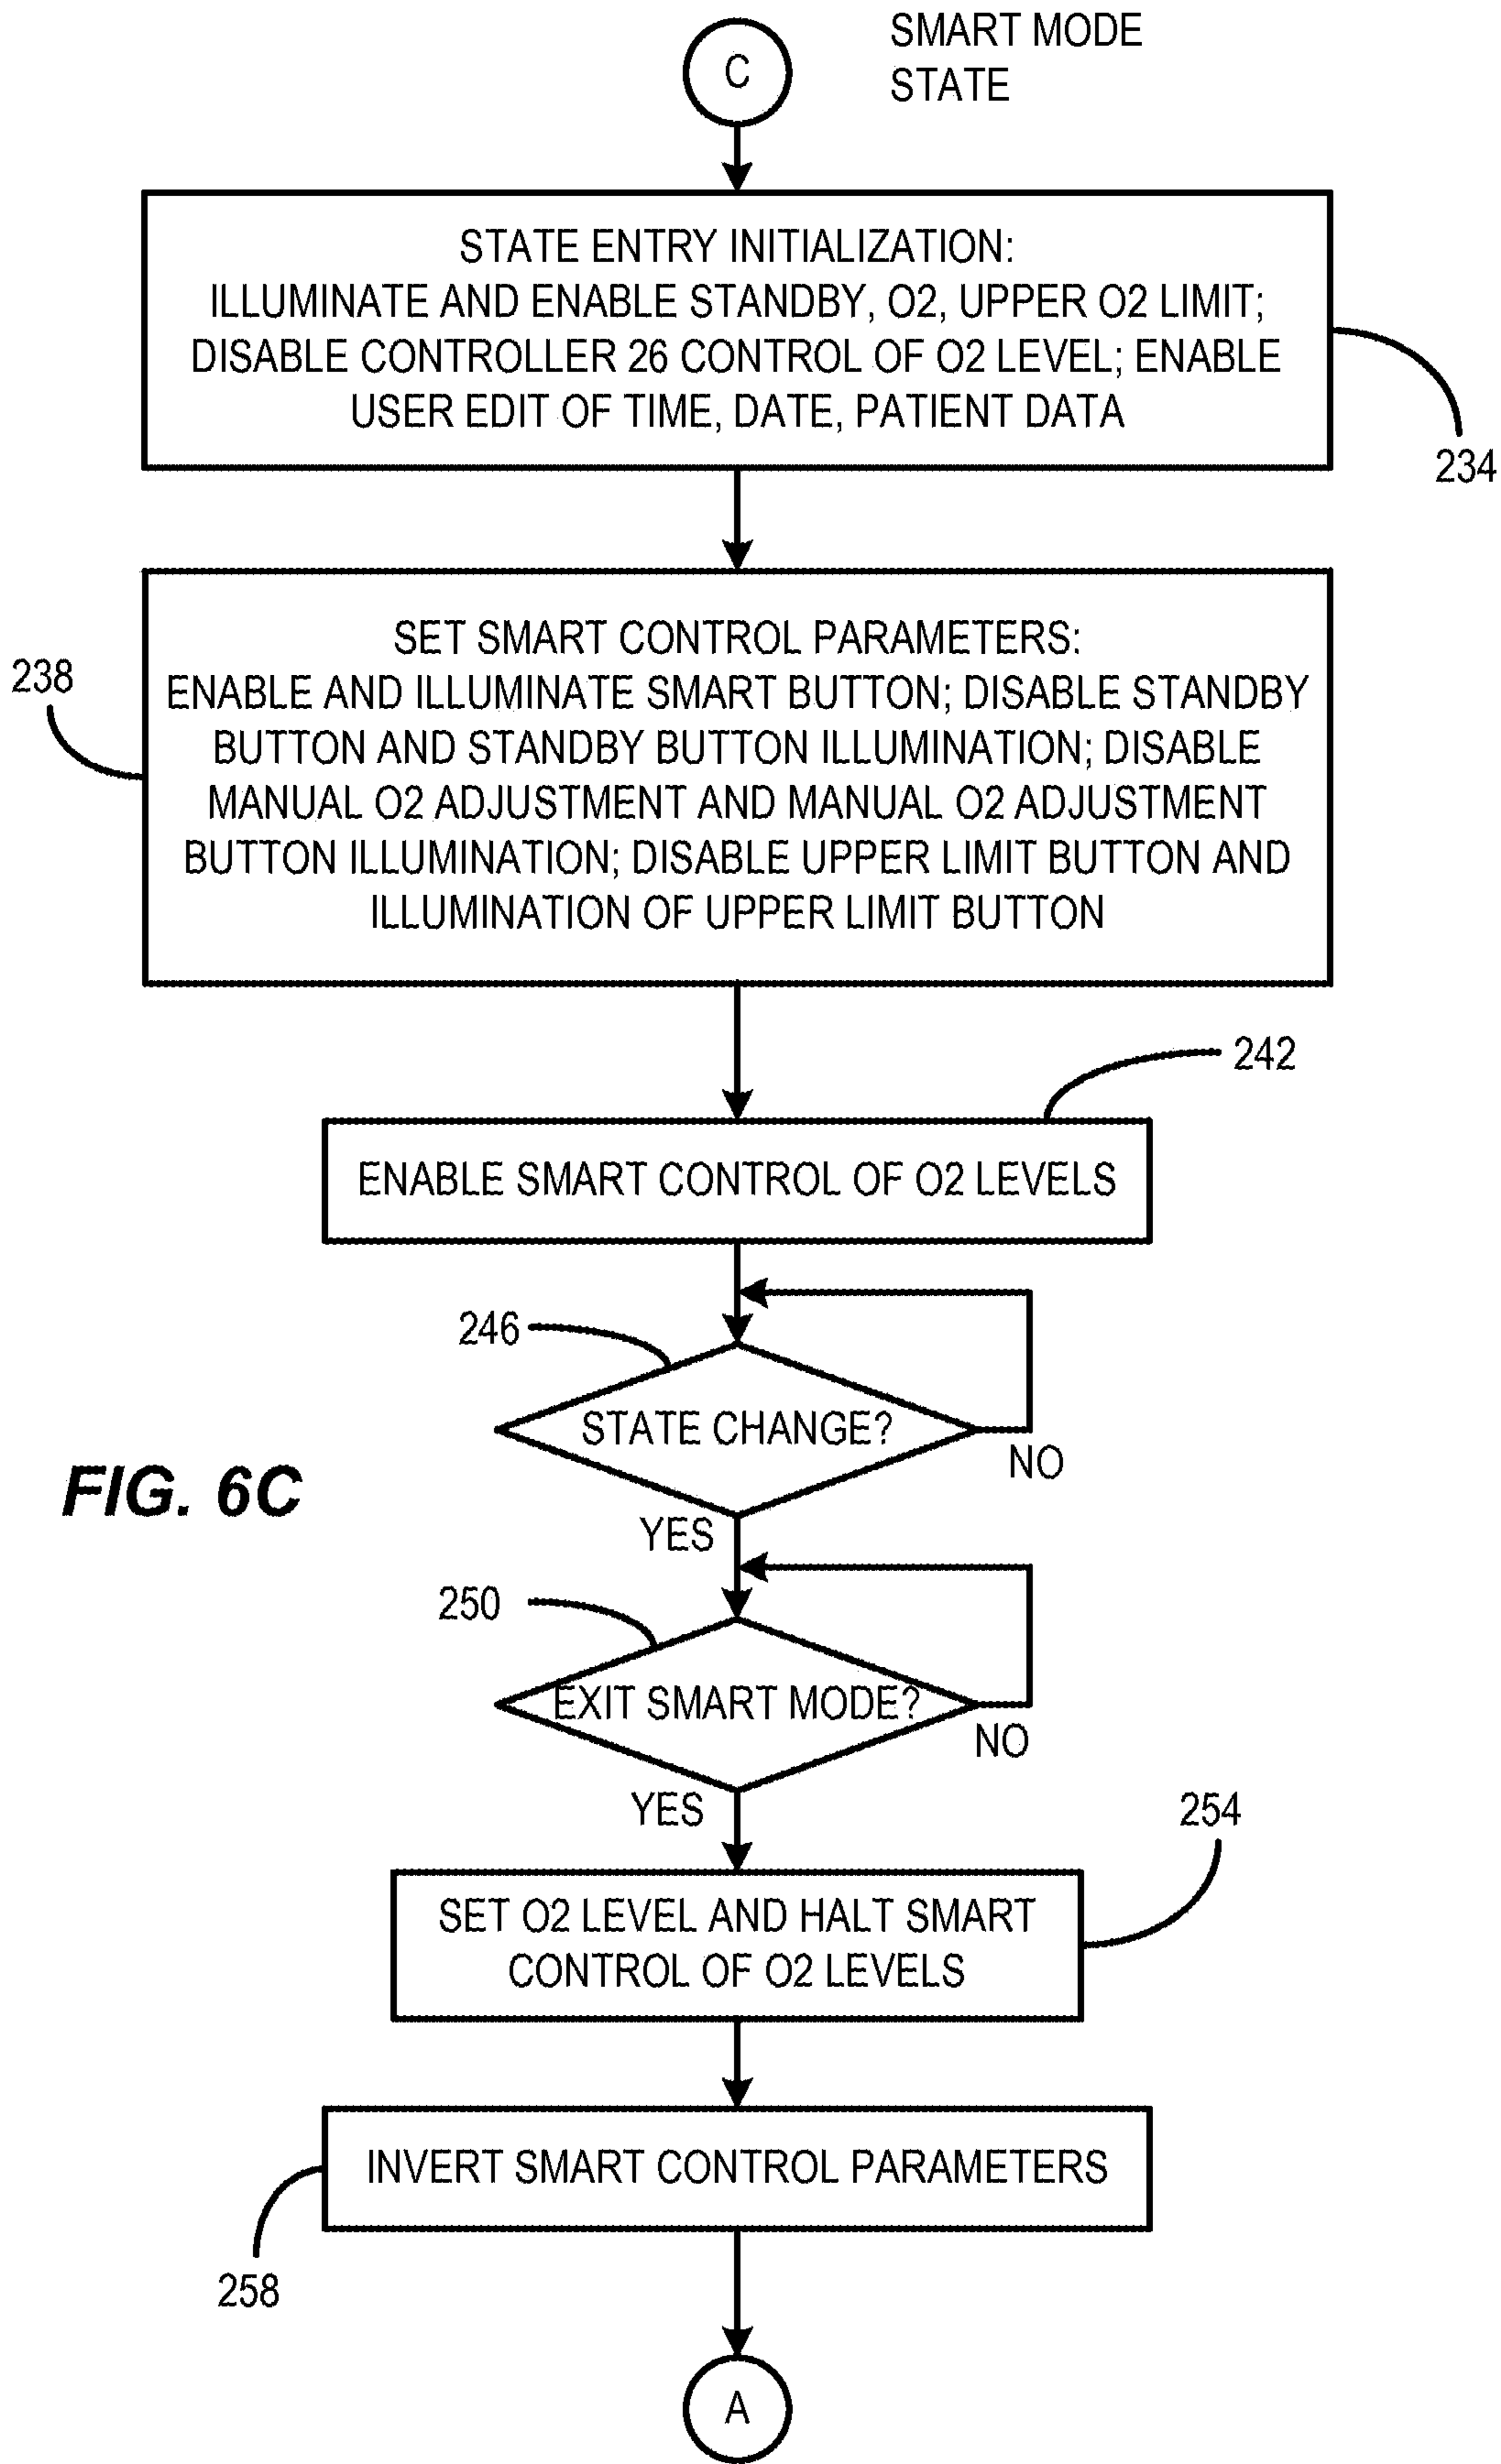 C
SMART MODE
STATE
STATE ENTRY INITIALIZATION:
ILLUMINATE AND ENABLE STANDBY, O2, UPPER O2 LIMIT;
DISABLE CONTROLLER 26 CONTROL OF O2 LEVEL; ENABLE
USER EDIT OF TIME, DATE, PATIENT DATA
234
SET SMART CONTROL PARAMETERS:
ENABLE AND ILLUMINATE SMART BUTTON; DISABLE STANDBY
BUTTON AND STANDBY BUTTON ILLUMINATION; DISABLE
MANUAL O2 ADJUSTMENT AND MANUAL O2 ADJUSTMENT
BUTTON ILLUMINATION; DISABLE UPPER LIMIT BUTTON AND
ILLUMINATION OF UPPER LIMIT BUTTON
238
242
ENABLE SMART CONTROL OF O2 LEVELS
246
STATE CHANGE?
NO
FIG. 6C
YES
250
EXIT SMART MODE?
NO
YES
254
SET O2 LEVEL AND HALT SMART
CONTROL OF O2 LEVELS
INVERT SMART CONTROL PARAMETERS
258
A